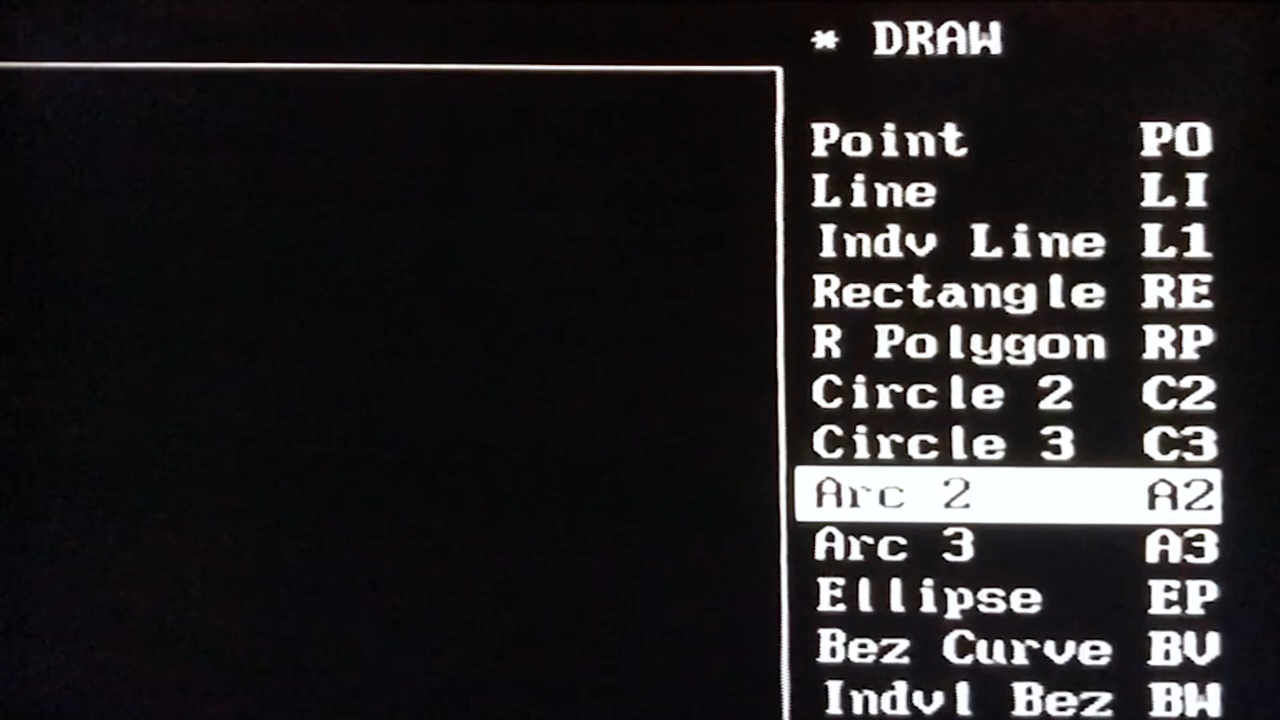 * DRAW
Point PO
Line LI
Indv Line L1
Rectangle RE
R Polygon RP
Circle 2 C2
Circle 3 C3
Arc 2 A2
Arc 3 A3
Ellipse EP
Bez Curve BV
Indvl Bez BW